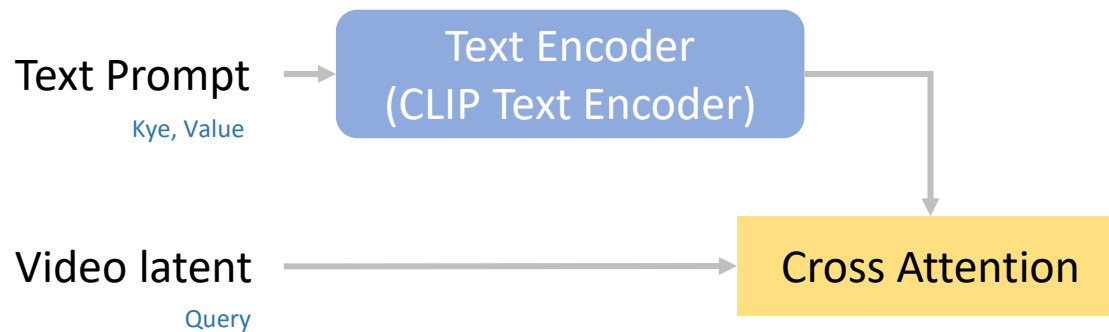 Text Prompt
Kye, Value
Text Encoder
(CLIP Text Encoder)
Video latent
Query
Cross Attention